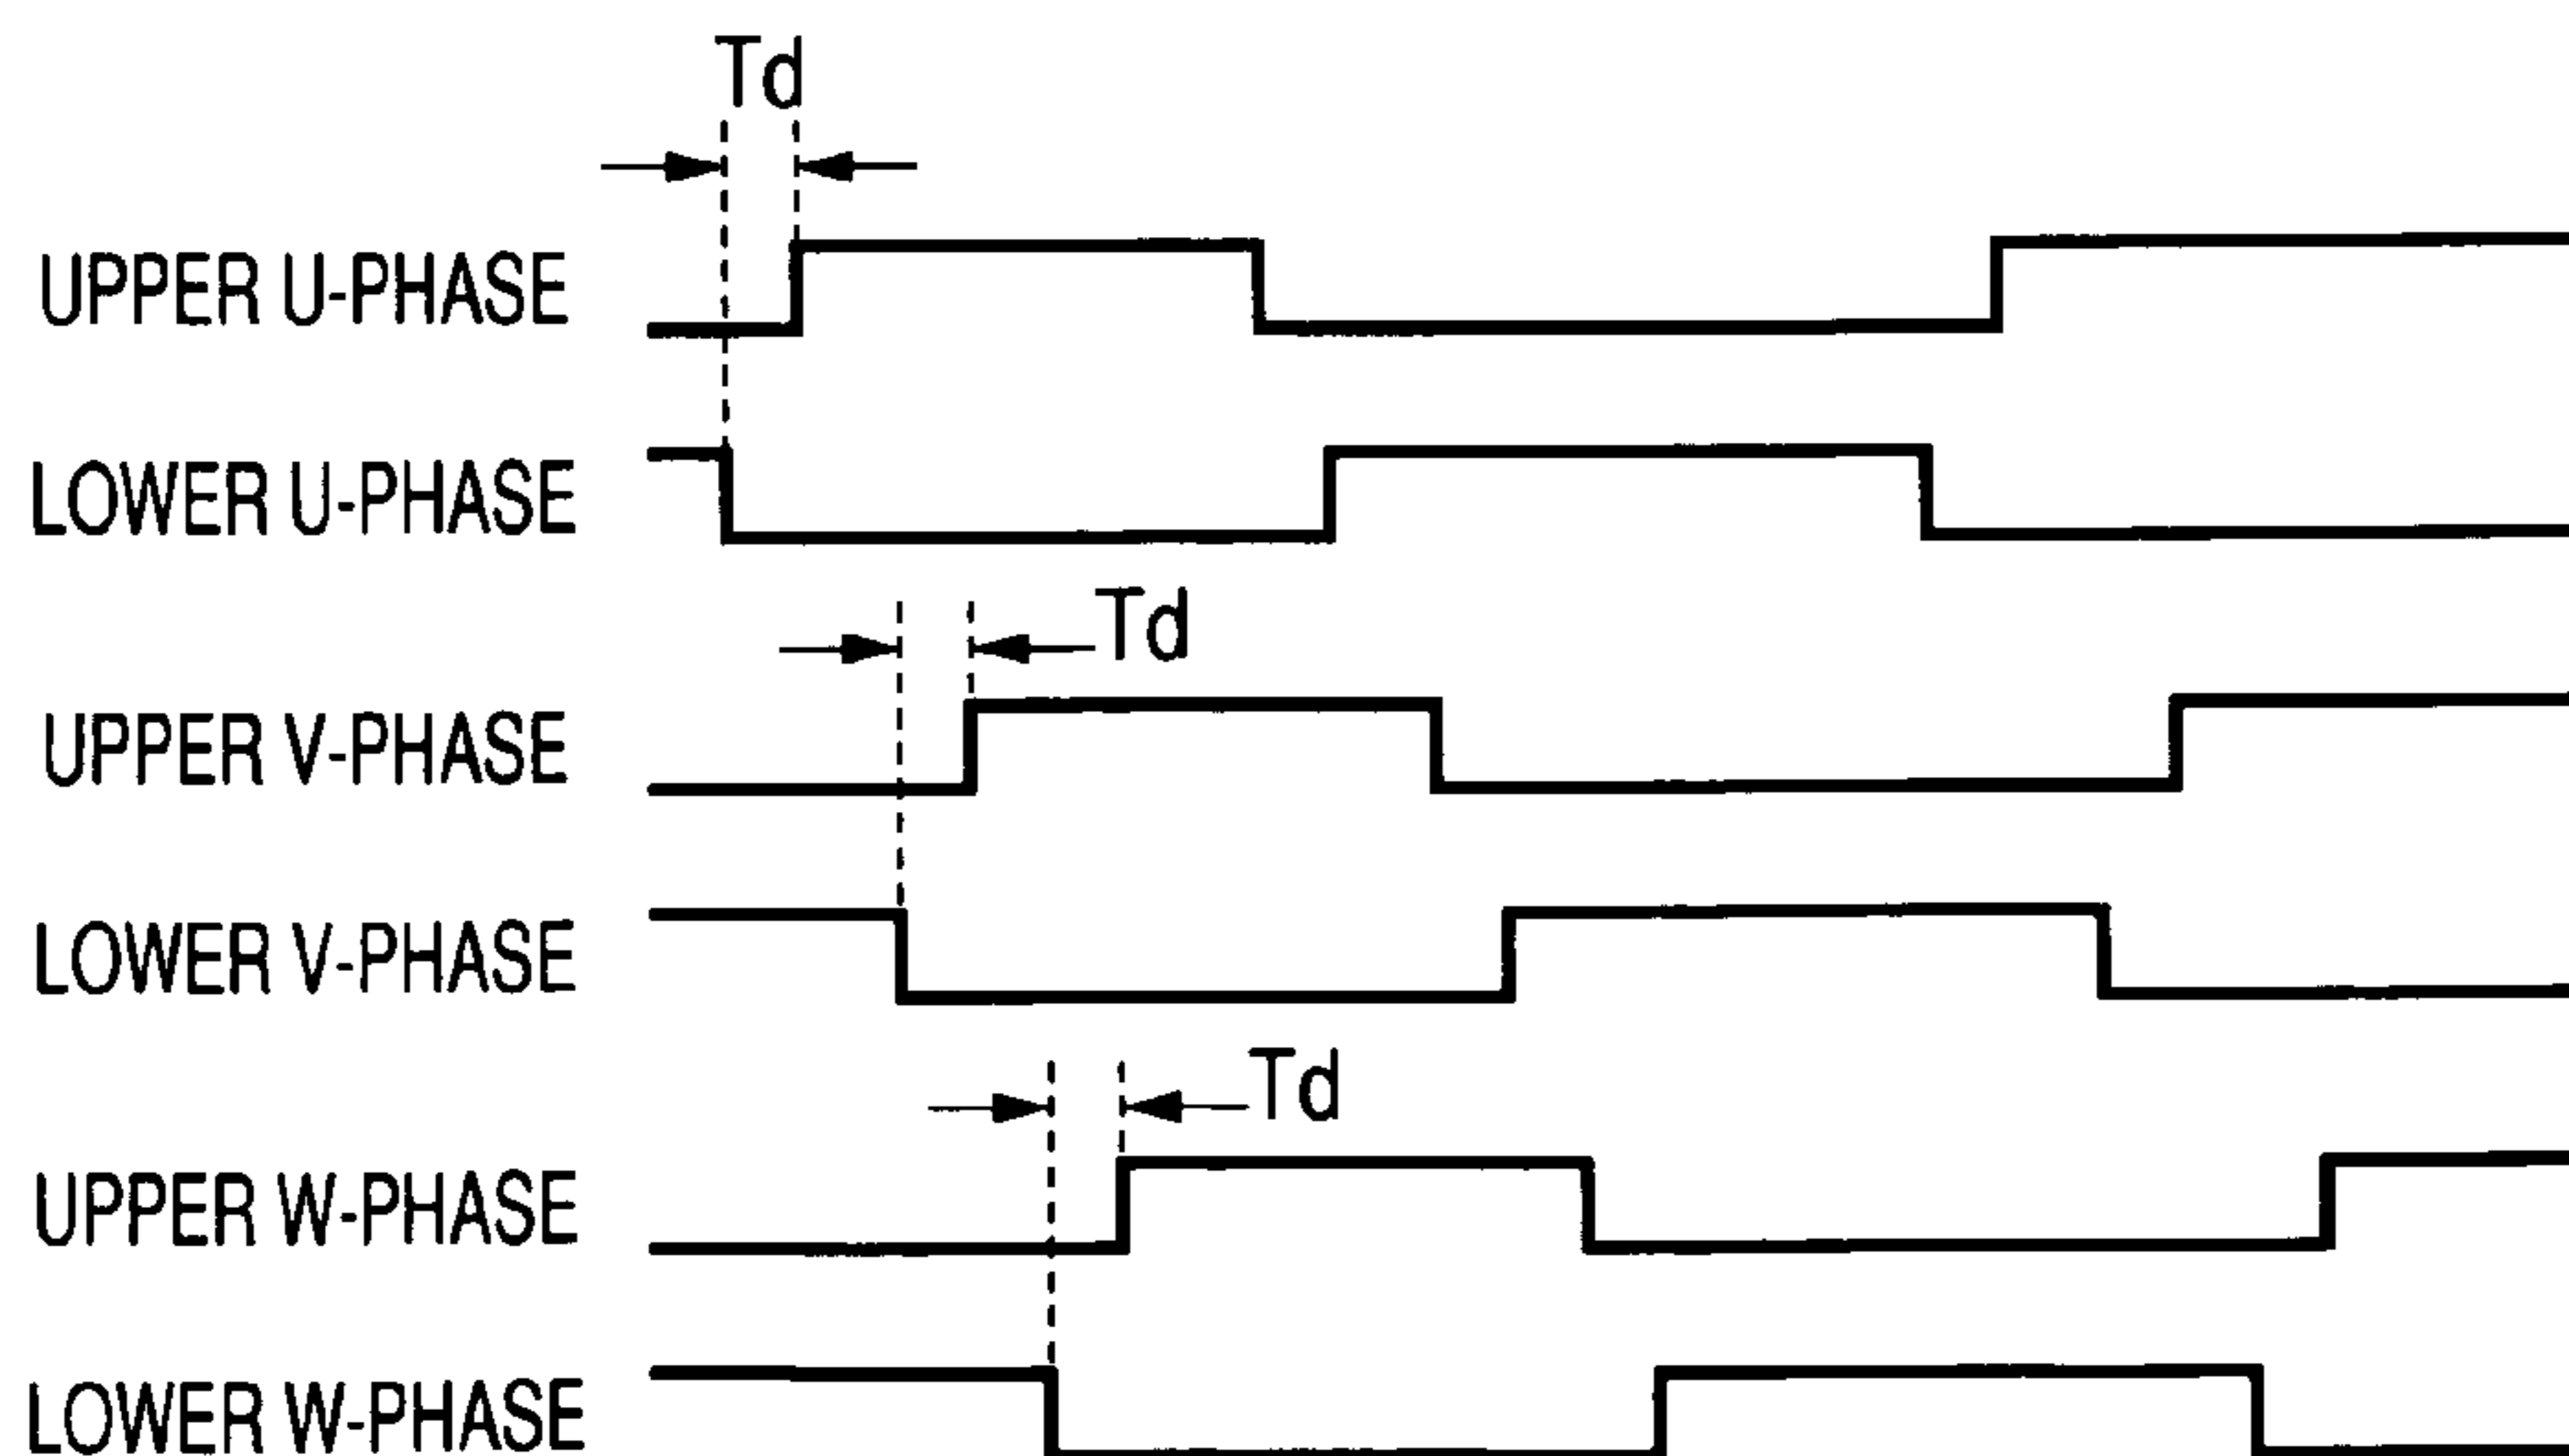 Td
UPPER U-PHASE
LOWER U-PHASE
Td
UPPER V-PHASE
LOWER V-PHASE
Td
UPPER W-PHASE
LOWER W-PHASE